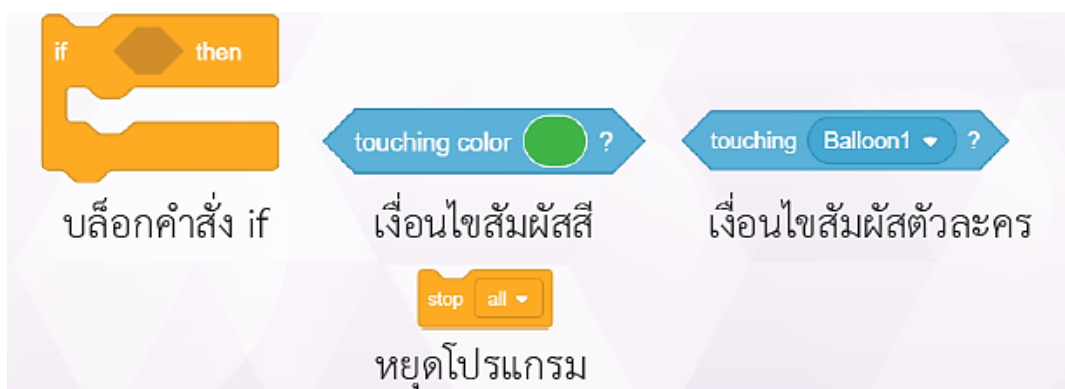 if then
touching color ?
touching Balloon1 ?
บล็อกคำสั่ง if
เงื่อนไขสัมผัสสี
เงื่อนไขสัมผัสตัวละคร
stop all
หยุดโปรแกรม